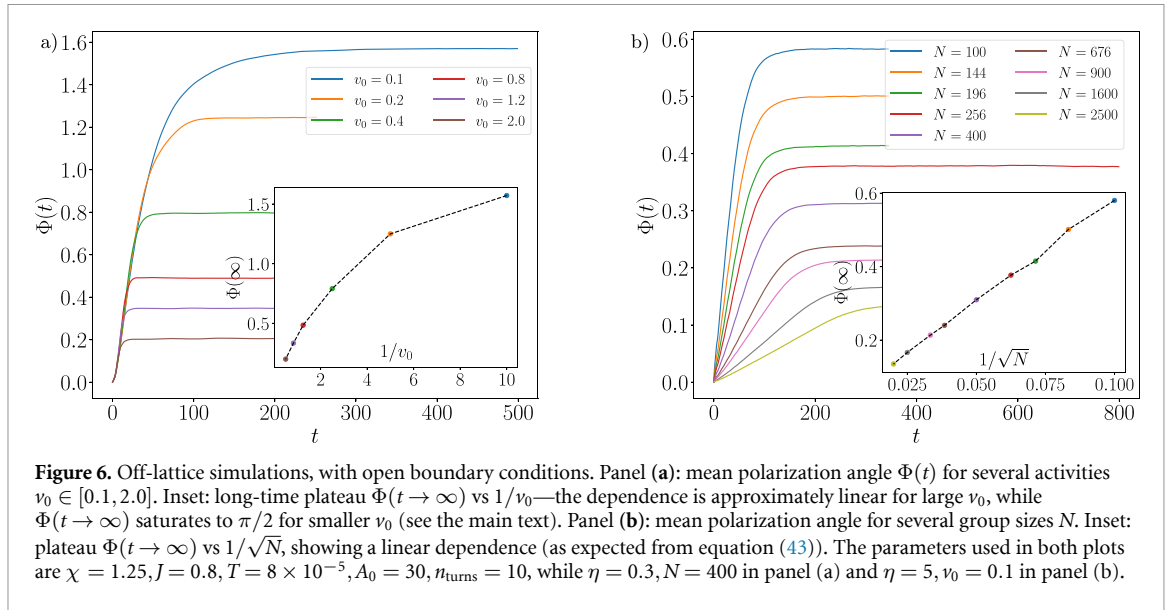 a)
1.6
1.4
1.2
1.0
0.8
0.6
0.4
0.2
0.0
Φ(t)
v₀ = 0.1
v₀ = 0.8
v₀ = 0.2
v₀ = 1.2
v₀ = 0.4
v₀ = 2.0
1.5
1.0
0.5
Φ(∞)
1/v₀
2
4
6
8
10
0
100
200
300
400
500
t
b)
0.6
0.5
0.4
0.3
0.2
0.1
0.0
Φ(t)
N = 100
N = 676
N = 144
N = 900
N = 196
N = 1600
N = 256
N = 2500
N = 400
0.6
0.4
0.2
Φ(∞)
1/√N
0.025
0.050
0.075
0.100
0
200
400
600
800
t
Figure 6. Off-lattice simulations, with open boundary conditions. Panel (a): mean polarization angle Φ(t) for several activities
v₀ ∈ [0.1, 2.0]. Inset: long-time plateau Φ(t → ∞) vs 1/v₀—the dependence is approximately linear for large v₀, while
Φ(t → ∞) saturates to π/2 for smaller v₀ (see the main text). Panel (b): mean polarization angle for several group sizes N. Inset:
plateau Φ(t → ∞) vs 1/√N, showing a linear dependence (as expected from equation (43)). The parameters used in both plots
are χ = 1.25, J = 0.8, T = 8 × 10⁻⁵, A₀ = 30, n_turns = 10, while η = 0.3, N = 400 in panel (a) and η = 5, v₀ = 0.1 in panel (b).